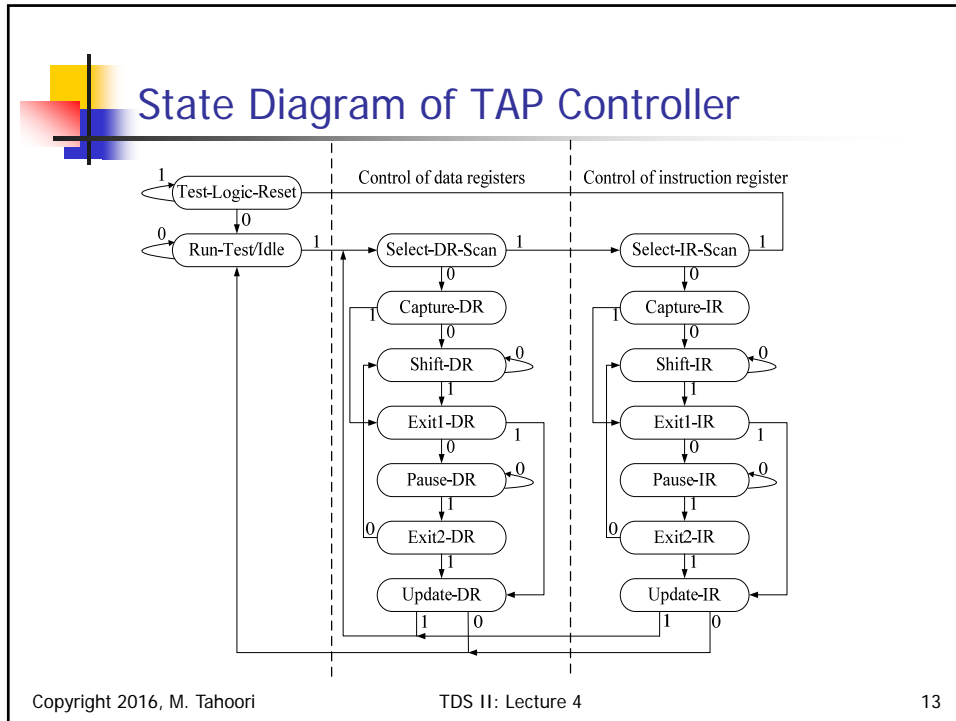 State Diagram of TAP Controller
Control of data registers
Control of instruction register
1
Test-Logic-Reset
0
0
Run-Test/Idle
1
Select-DR-Scan
1
0
Capture-DR
1
0
Shift-DR
0
1
Exit1-DR
1
0
Pause-DR
0
1
0
Exit2-DR
1
Update-DR
1
0
Select-IR-Scan
1
0
Capture-IR
1
0
Shift-IR
0
1
Exit1-IR
1
0
Pause-IR
0
1
0
Exit2-IR
1
Update-IR
1
0
Copyright 2016, M. Tahoori
TDS II: Lecture 4
13